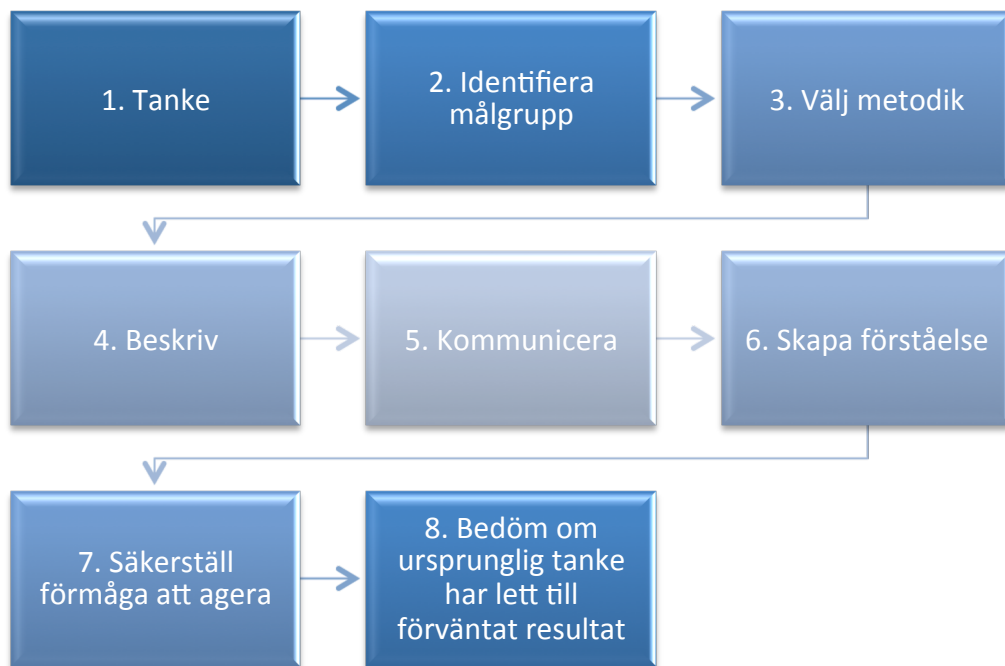 1. Tanke
2. Identifiera
målgrupp
3. Välj metodik
4. Beskriv
5. Kommunicera
6. Skapa förståelse
7. Säkerställ
förmåga att agera
8. Bedöm om
ursprunglig tanke
har lett till
förväntat resultat